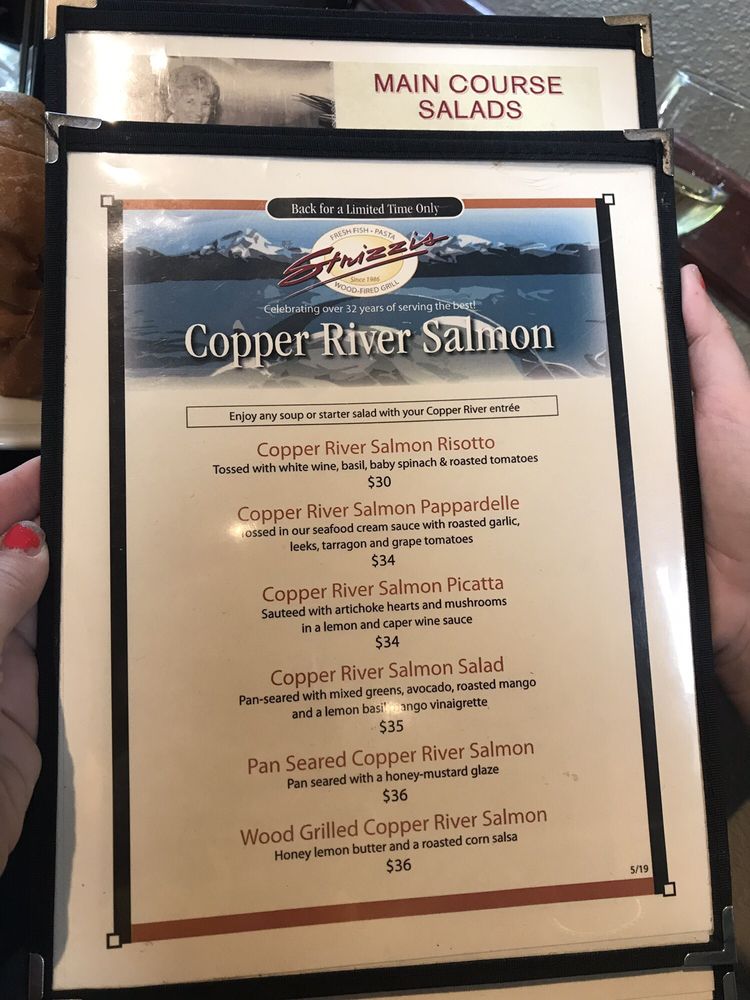 MAIN COURSE
SALADS
Back for a Limited Time Only
FRESH FISH • PASTA
Strizzis
Since 1986
WOOD-FIRED GRILL
Celebrating over 32 years of serving the best!
Copper River Salmon
Enjoy any soup or starter salad with your Copper River entrée
Copper River Salmon Risotto
Tossed with white wine, basil, baby spinach & roasted tomatoes
$30
Copper River Salmon Pappardelle
ossed in our seafood cream sauce with roasted garlic,
leeks, tarragon and grape tomatoes
$34
Copper River Salmon Picatta
Sauteed with artichoke hearts and mushrooms
in a lemon and caper wine sauce
$34
Copper River Salmon Salad
Pan-seared with mixed greens, avocado, roasted mango
and a lemon basil mango vinaigrette
$35
Pan Seared Copper River Salmon
Pan seared with a honey-mustard glaze
$36
Wood Grilled Copper River Salmon
Honey lemon butter and a roasted corn salsa
$36
5/19